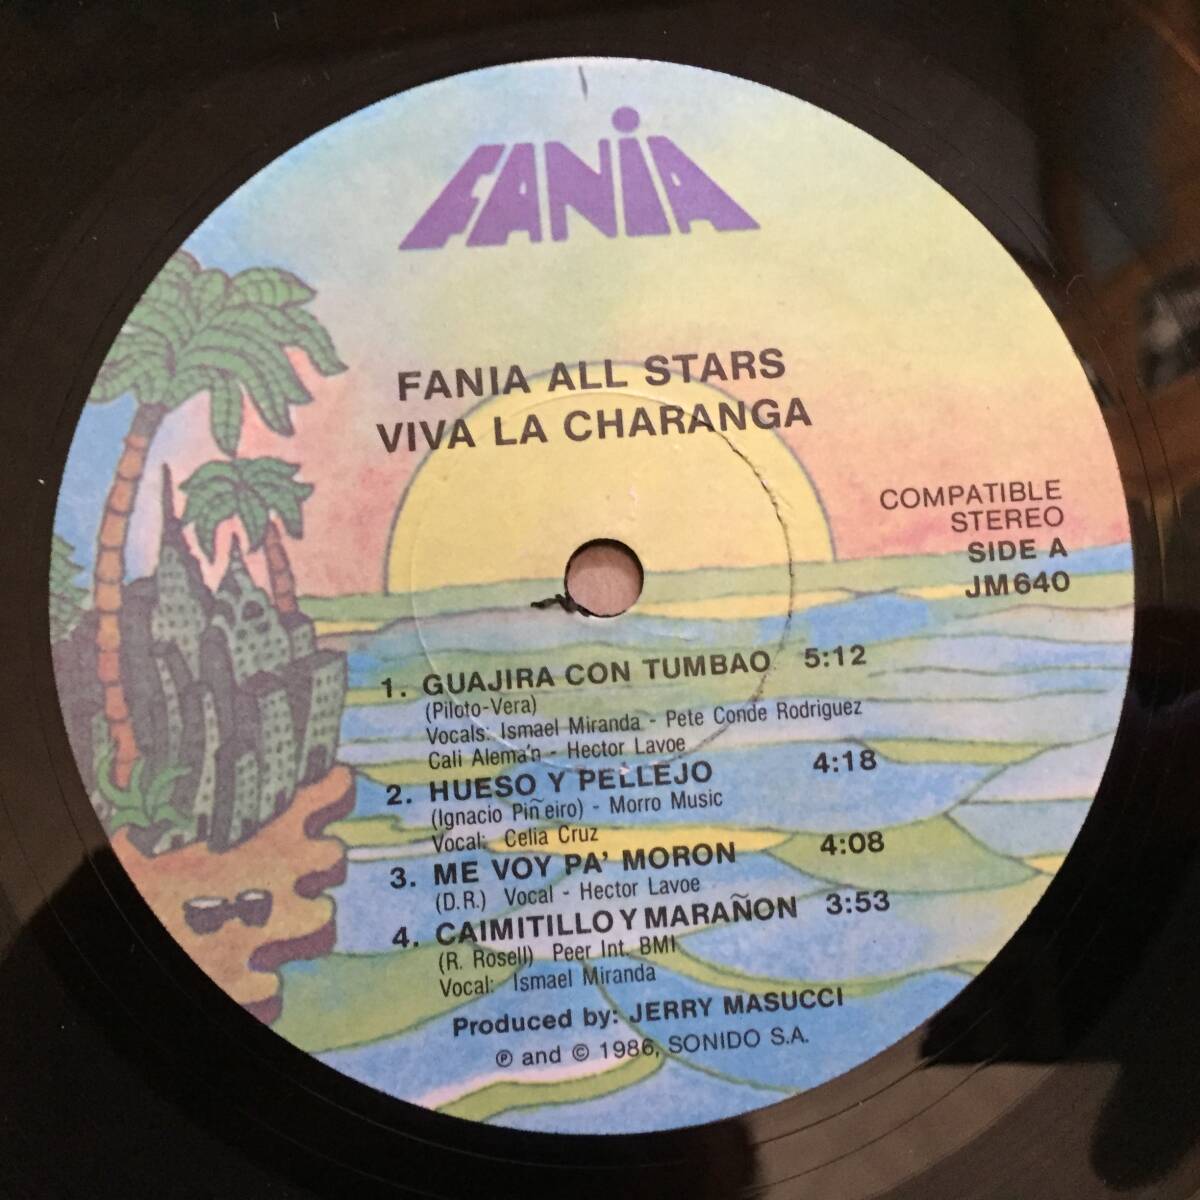 FANiA
FANIA ALL STARS
VIVA LA CHARANGA
COMPATIBLE
STEREO
SIDE A
JM640
1. GUAJIRA CON TUMBAO 5:12
(Piloto-Vera)
Vocals: Ismael Miranda - Pete Conde Rodriguez
Cali Alema'n - Hector Lavoe
2. HUESO Y PELLEJO 4:18
(Ignacio Piñeiro) - Morro Music
Vocal: Celia Cruz
3. ME VOY PA' MORON 4:08
(D.R.) Vocal - Hector Lavoe
4. CAIMITILLO Y MARAÑON 3:53
(R. Rosell) Peer Int. BMI
Vocal: Ismael Miranda
Produced by: JERRY MASUCCI
℗ and © 1986, SONIDO S.A.